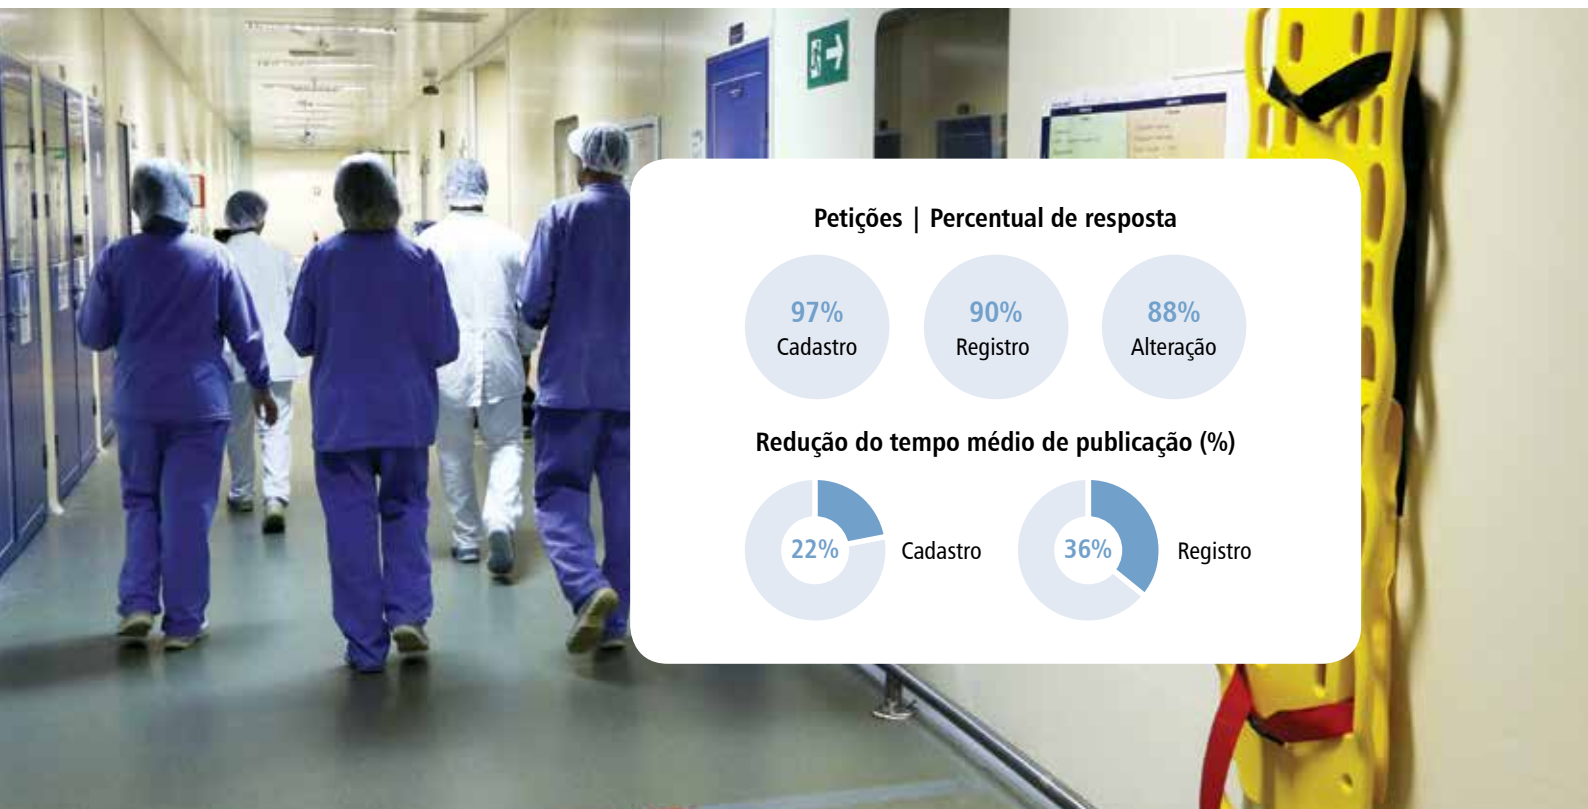 Petições | Percentual de resposta
97%
Cadastro
90%
Registro
88%
Alteração
Redução do tempo médio de publicação (%)
22%
Cadastro
36%
Registro